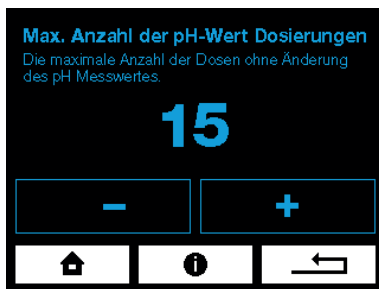 Max. Anzahl der pH-Wert Dosierungen
Die maximale Anzahl der Dosen ohne Änderung
des pH Messwertes.
15
- +